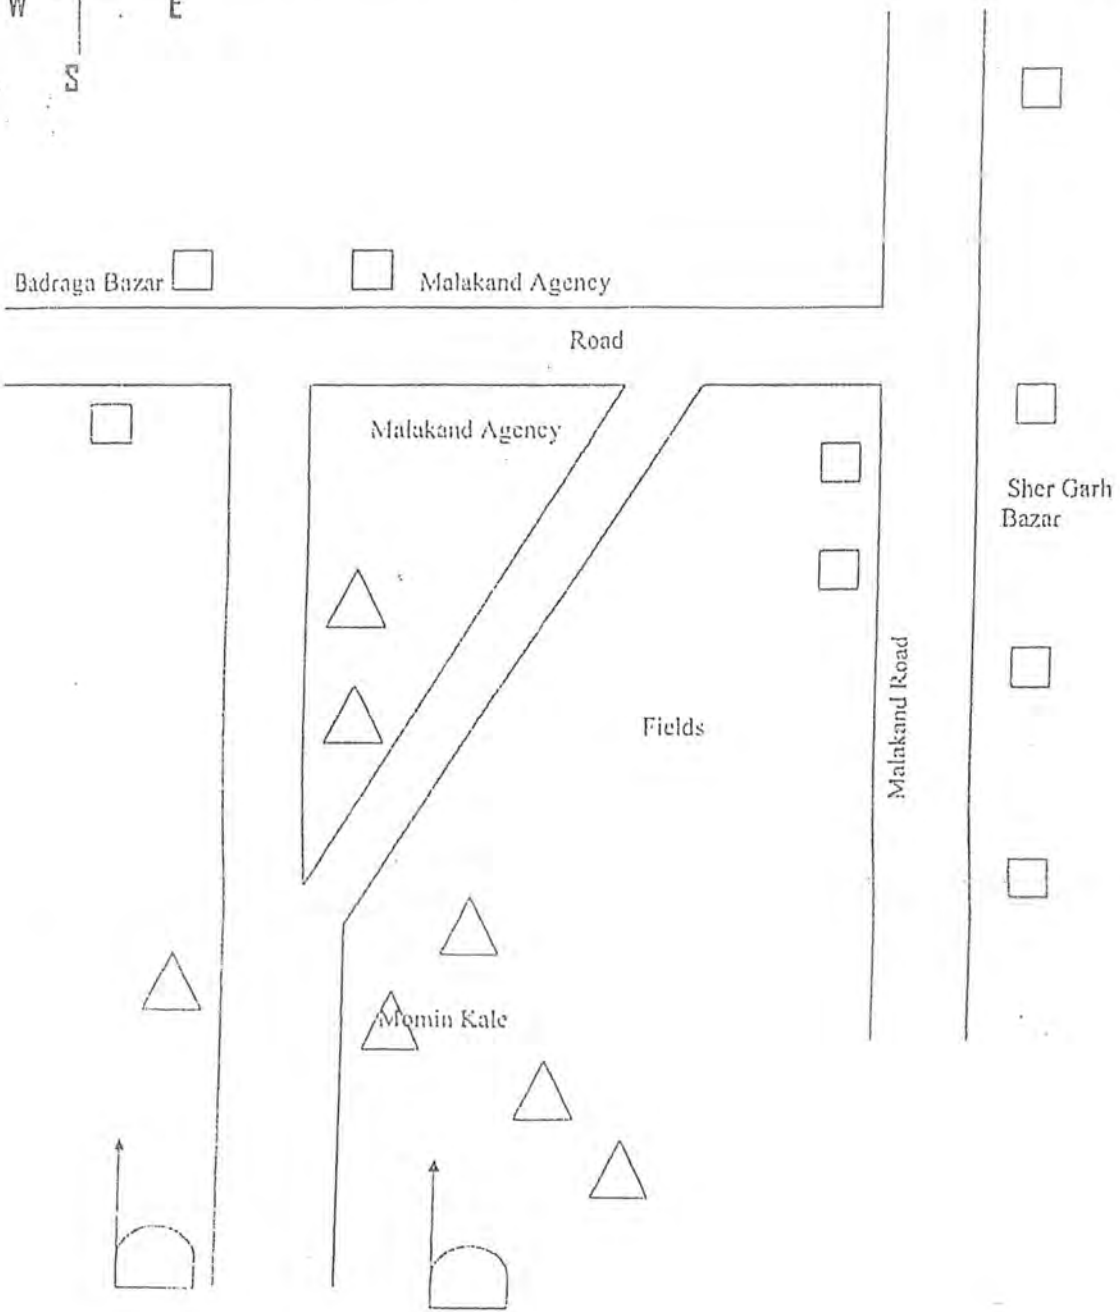 W E
S
Badraga Bazar
Malakand Agency
Road
Malakand Agency
Sher Garh
Bazar
Malakand Road
Fields
Momin Kale